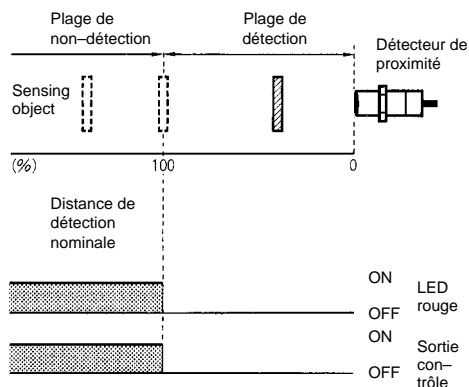 Plage de
non–détection
Plage de
détection
Détecteur de
proximité
Sensing
object
(%)
100
0
Distance de
détection
nominale
ON
OFF
LED
rouge
ON
OFF
Sortie
con–
trôle